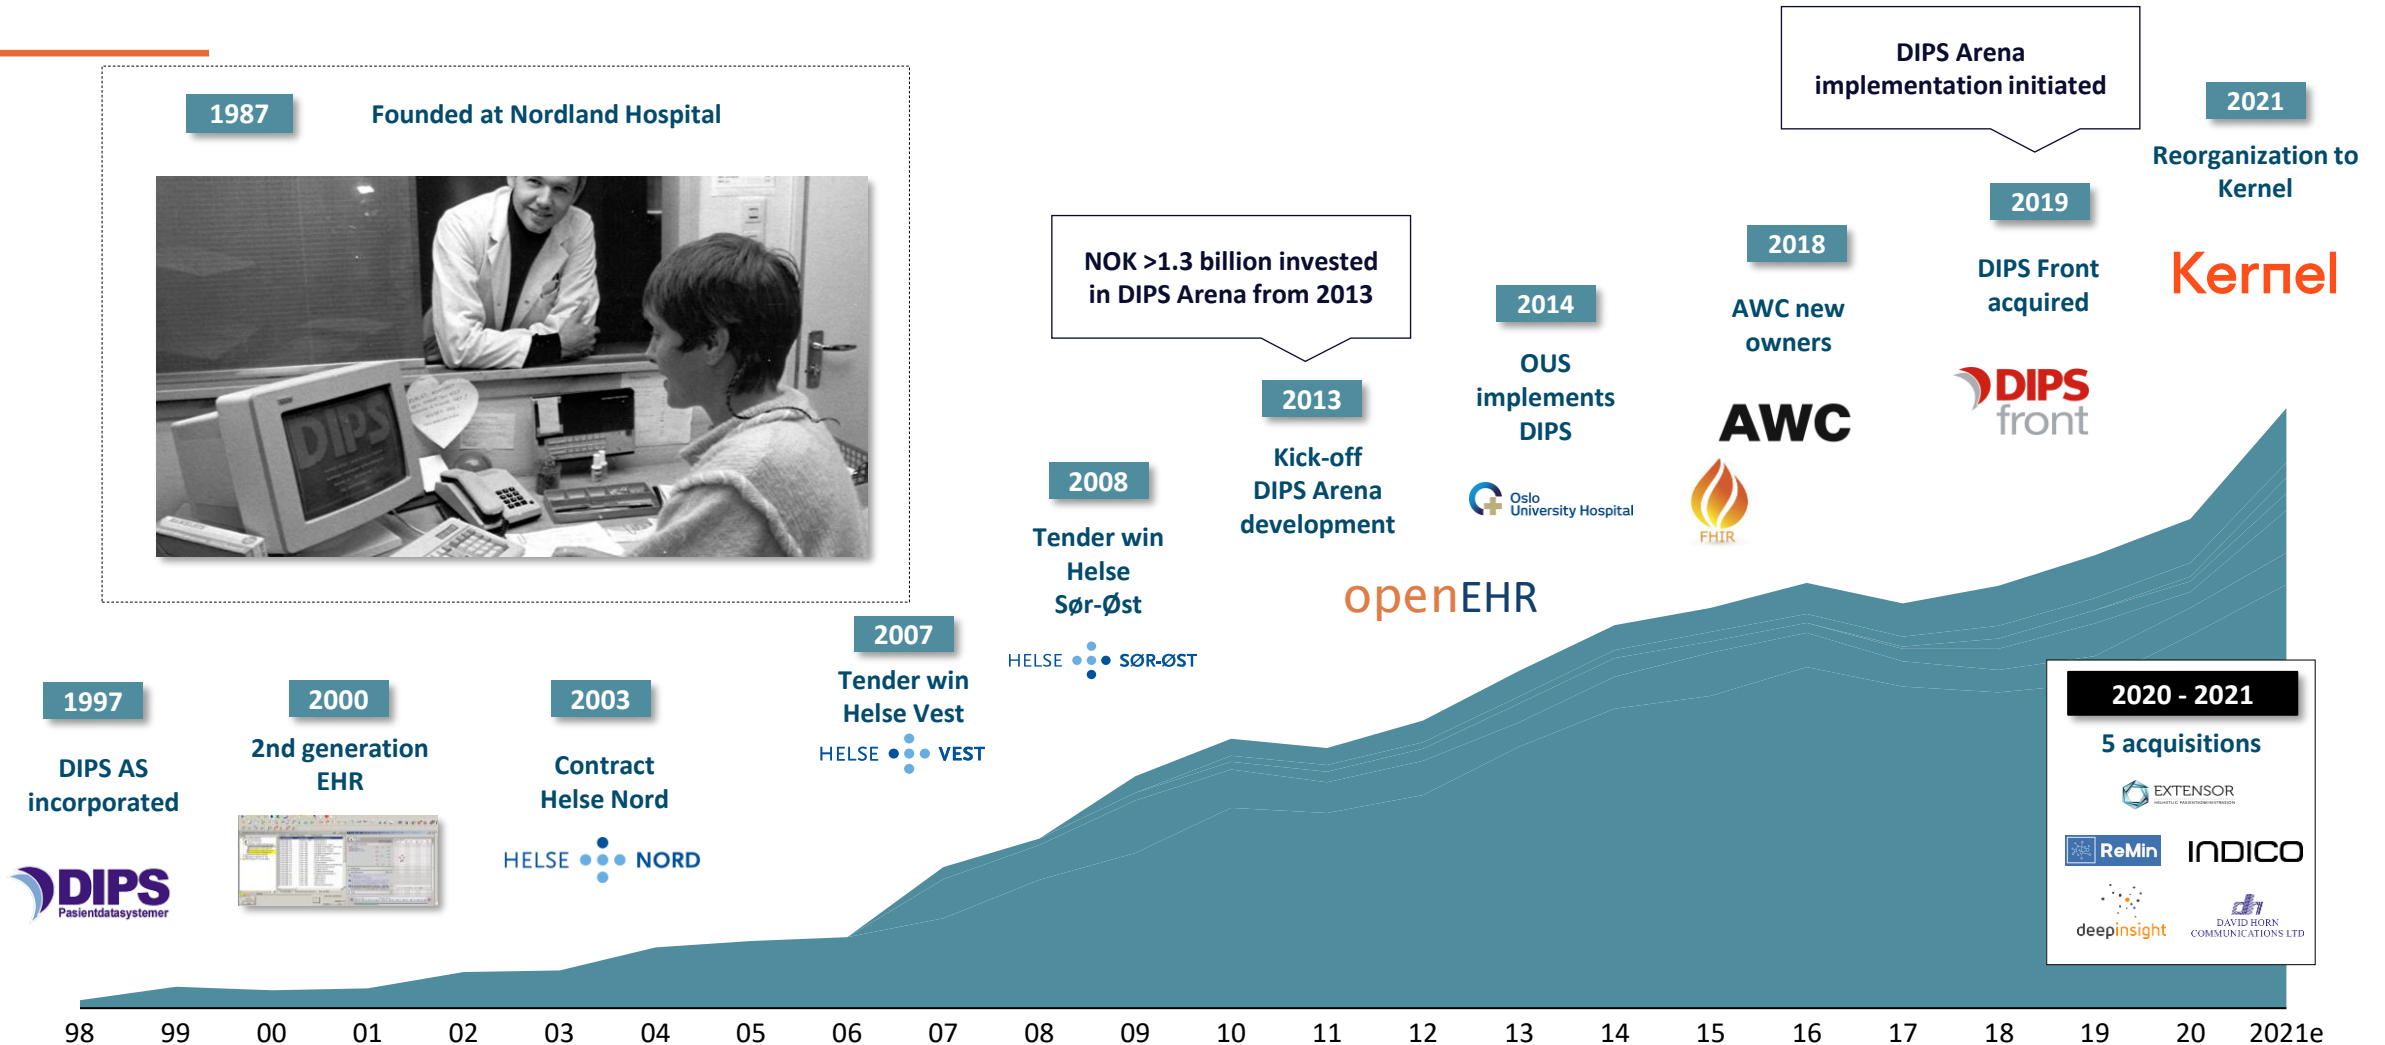 1987
Founded at Nordland Hospital
DIPS
1997
DIPS AS
incorporated
DIPS
Pasientdatasystemer
2000
2nd generation
EHR
2003
Contract
Helse Nord
HELSE NORD
2007
Tender win
Helse Vest
HELSE VEST
2008
Tender win
Helse
Sør-Øst
HELSE SØR-ØST
NOK >1.3 billion invested
in DIPS Arena from 2013
2013
Kick-off
DIPS Arena
development
openEHR
2014
OUS
implements
DIPS
Oslo
University Hospital
2018
AWC new
owners
AWC
FHIR
DIPS Arena
implementation initiated
2019
DIPS Front
acquired
DIPS
front
2021
Reorganization to
Kernel
Kernel
2020 - 2021
5 acquisitions
EXTENSOR
HELHETLIG PASIENTADMINISTRASJON
ReMin
INDICO
deepinsight
dh
DAVID HORN
COMMUNICATIONS LTD
98 99 00 01 02 03 04 05 06 07 08 09 10 11 12 13 14 15 16 17 18 19 20 2021e